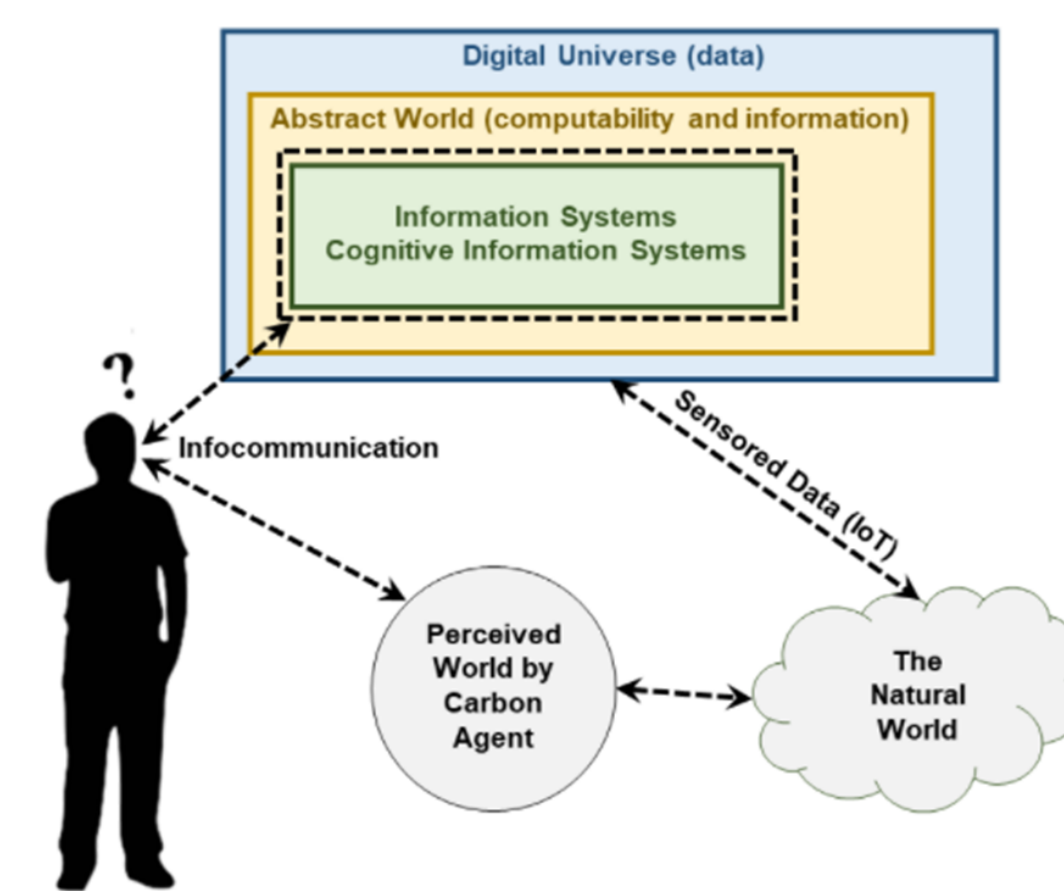 Digital Universe (data)
Abstract World (computability and information)
Information Systems
Cognitive Information Systems
?
Infocommunication
Sensored Data (IoT)
Perceived
World by
Carbon
Agent
The
Natural
World